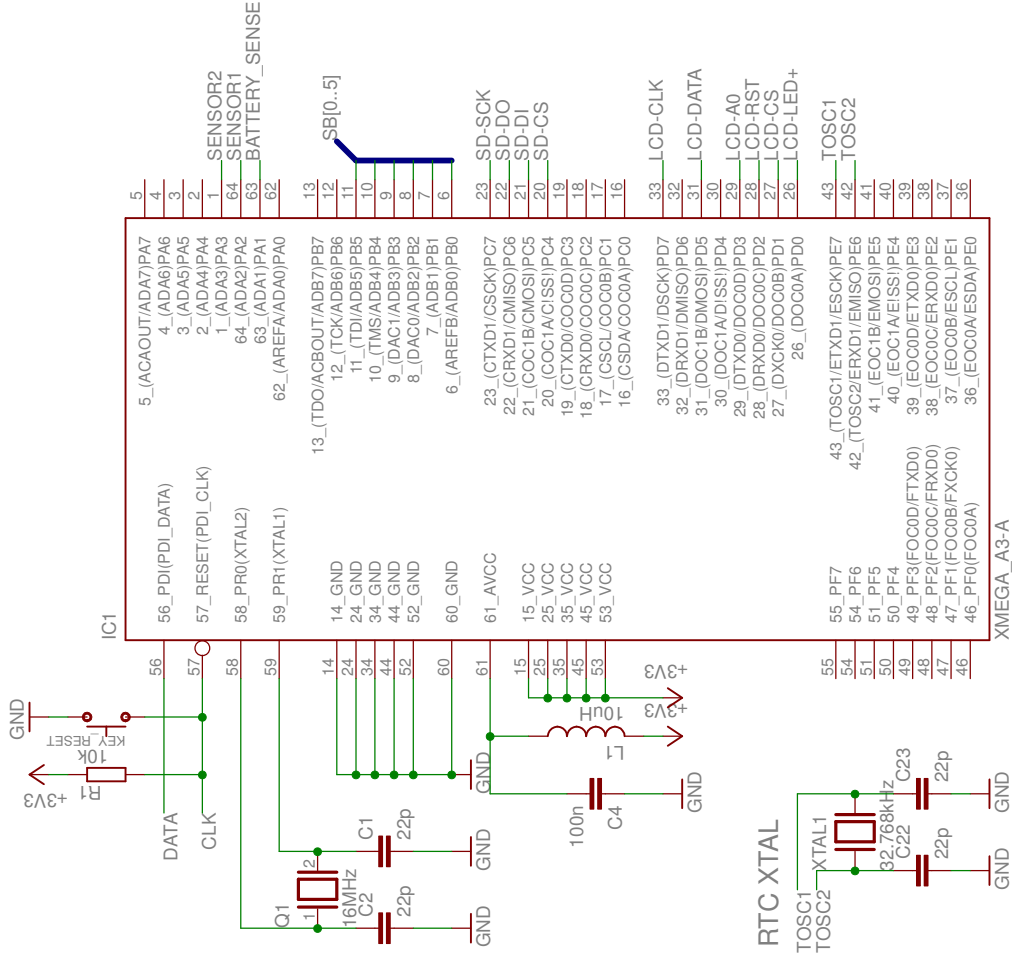 IC1
XMEGA_A3-A
5
4
3
2
1
64
63
62
5_(ACAOUT/ADA7)PA7
4_(ADA6)PA6
3_(ADA5)PA5
2_(ADA4)PA4
1_(ADA3)PA3
64_(ADA2)PA2
63_(ADA1)PA1
62_(AREFA/ADA0)PA0
SENSOR2
SENSOR1
BATTERY_SENSE
13
12
11
10
9
8
7
6
13_(TDO/ACBOUT/ADB7)PB7
12_(TCK/ADB6)PB6
11_(TDI/ADB5)PB5
10_(TMS/ADB4)PB4
9_(DAC1/ADB3)PB3
8_(DAC0/ADB2)PB2
7_(ADB1)PB1
6_(AREFB/ADB0)PB0
SB[0..5]
23
22
21
20
19
18
17
16
23_(CTXD1/CSCK)PC7
22_(CRXD1/CMISO)PC6
21_(COC1B/CMOSI)PC5
20_(COC1A/C!SS!)PC4
19_(CTXD0/COC0D)PC3
18_(CRXD0/COC0C)PC2
17_(CSCL/COC0B)PC1
16_(CSDA/COC0A)PC0
SD-SCK
SD-DO
SD-DI
SD-CS
33
32
31
30
29
28
27
26
33_(DTXD1/DSCK)PD7
32_(DRXD1/DMISO)PD6
31_(DOC1B/DMOSI)PD5
30_(DOC1A/D!SS!)PD4
29_(DTXD0/DOC0D)PD3
28_(DRXD0/DOC0C)PD2
27_(DXCK0/DOC0B)PD1
26_(DOC0A)PD0
LCD-CLK
LCD-DATA
LCD-A0
LCD-RST
LCD-CS
LCD-LED+
43
42
41
40
39
38
37
36
43_(TOSC1/ETXD1/ESCK)PE7
42_(TOSC2/ERXD1/EMISO)PE6
41_(EOC1B/EMOSI)PE5
40_(EOC1A/E!SS!)PE4
39_(EOC0D/ETXD0)PE3
38_(EOC0C/ERXD0)PE2
37_(EOC0B/ESCL)PE1
36_(EOC0A/ESDA)PE0
TOSC1
TOSC2
56_PDI(PDI_DATA)
57_RESET(PDI_CLK)
58_PR0(XTAL2)
59_PR1(XTAL1)
14_GND
24_GND
34_GND
44_GND
52_GND
60_GND
61_AVCC
15_VCC
25_VCC
35_VCC
45_VCC
53_VCC
55_PF7
54_PF6
51_PF5
50_PF4
49_PF3(FOC0D/FTXD0)
48_PF2(FOC0C/FRXD0)
47_PF1(FOC0B/FXCK0)
46_PF0(FOC0A)
56
57
58
59
14
24
34
44
52
60
61
15
25
35
45
53
55
54
51
50
49
48
47
46
GND
KEY_RESET
10k
R1
+3V3
DATA
CLK
Q1
1
2
16MHz
C1
22p
GND
C2
22p
GND
GND
+3V3
10uH
L1
+3V3
100n
C4
GND
RTC XTAL
TOSC1
TOSC2
XTAL1
32.768kHz
C23
22p
GND
C22
22p
GND